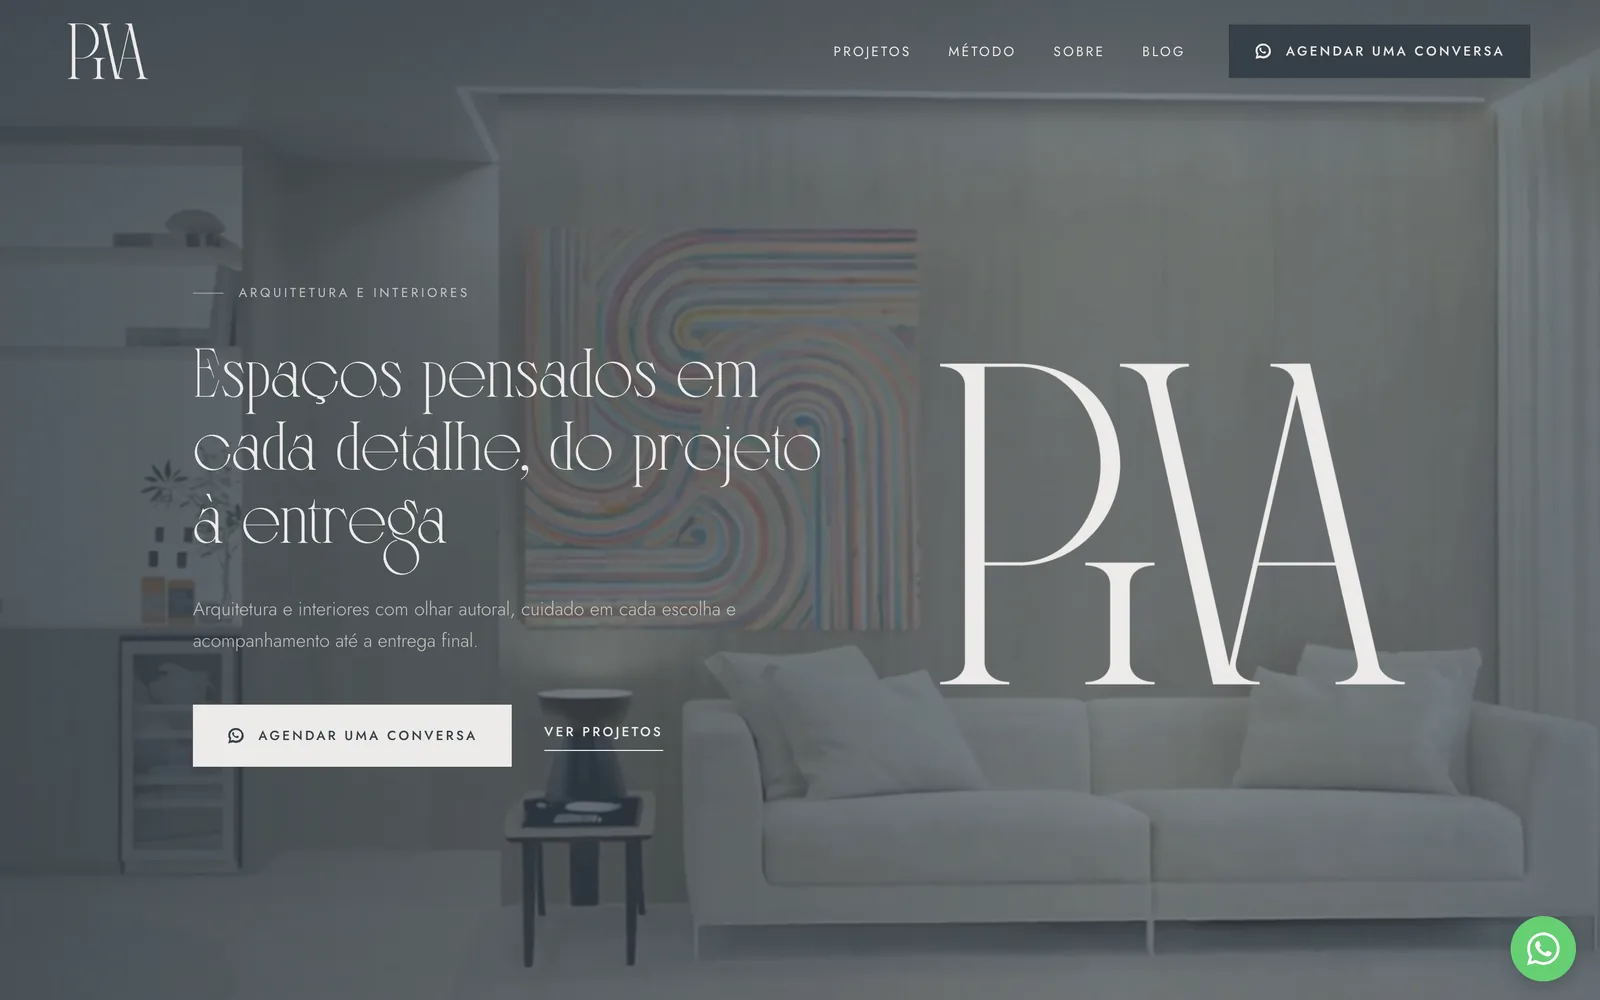 PIVA
PROJETOS
MÉTODO
SOBRE
BLOG
AGENDAR UMA CONVERSA
ARQUITETURA E INTERIORES
Espaços pensados em
cada detalhe, do projeto
à entrega
Arquitetura e interiores com olhar autoral, cuidado em cada escolha e
acompanhamento até a entrega final.
AGENDAR UMA CONVERSA
VER PROJETOS
PIVA